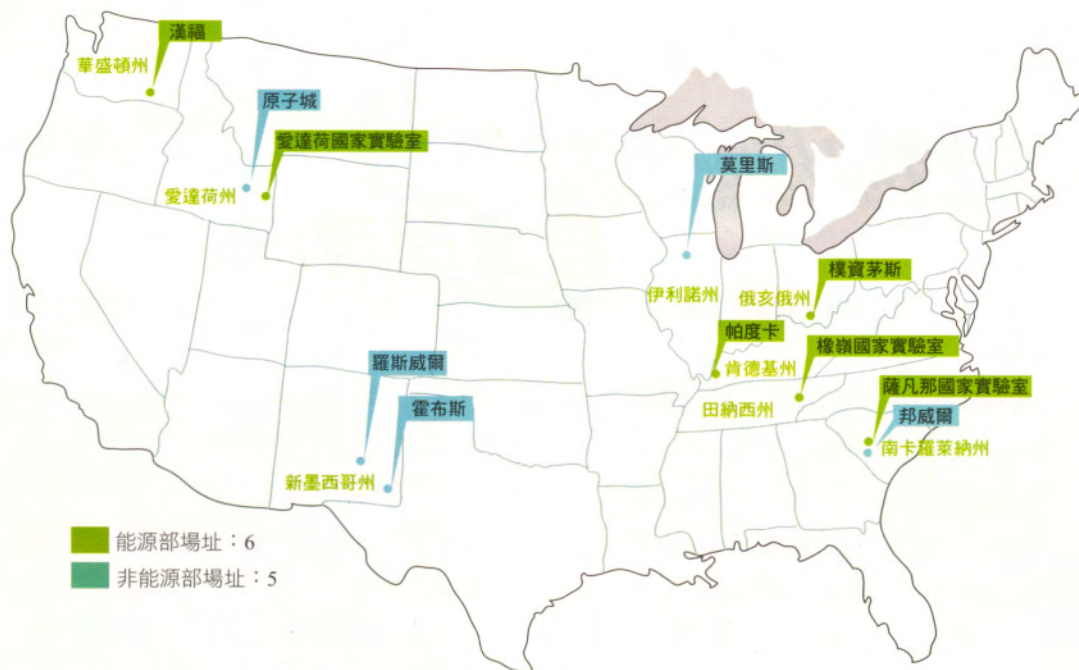 漢福
華盛頓州
原子城
愛達荷國家實驗室
愛達荷州
莫里斯
伊利諾州
俄亥俄州
樸資茅斯
帕度卡
肯德基州
橡嶺國家實驗室
田納西州
薩凡那國家實驗室
邦威爾
南卡羅萊納州
羅斯威爾
霍布斯
新墨西哥州
能源部場址：6
非能源部場址：5